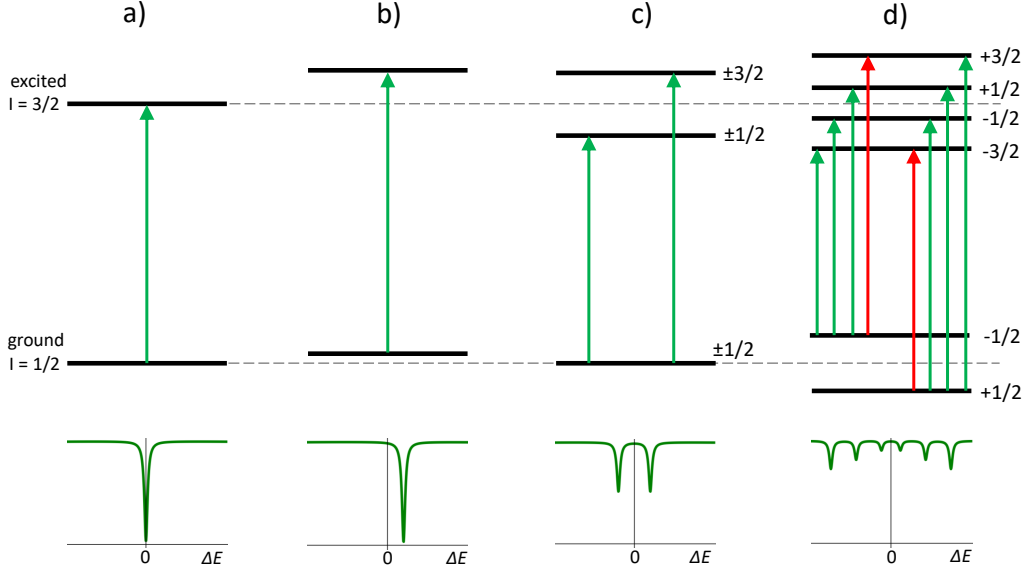 a)
b)
c)
d)
excited
I = 3/2
±3/2
±1/2
+3/2
+1/2
-1/2
-3/2
ground
I = 1/2
±1/2
-1/2
+1/2
0
ΔE
0
ΔE
0
ΔE
0
ΔE